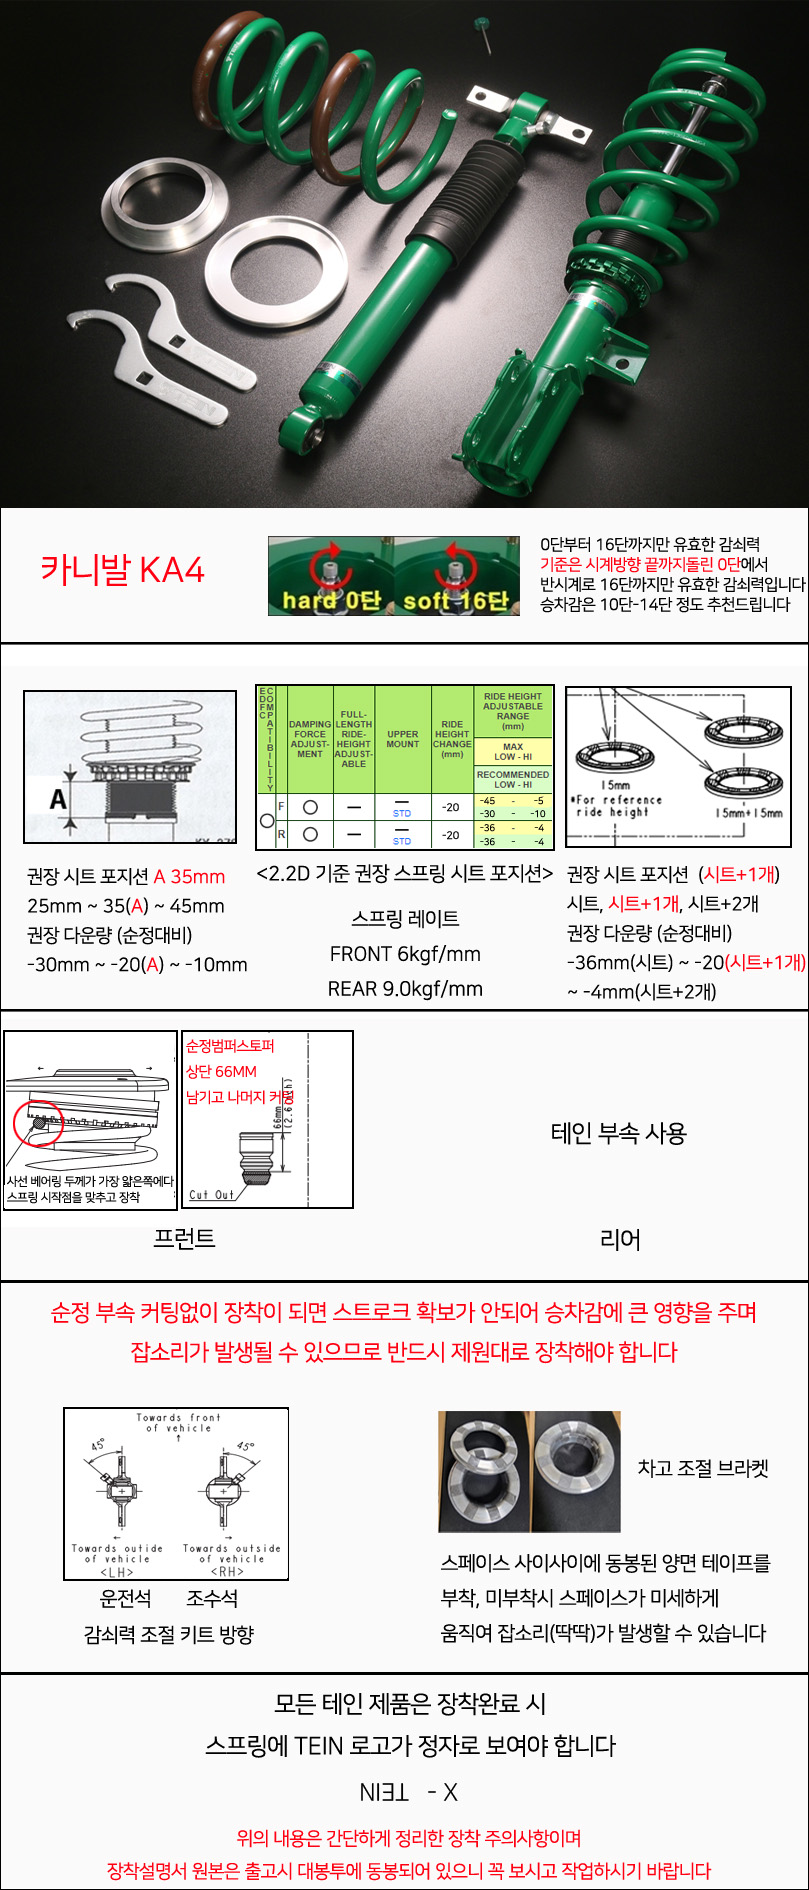 카니발 KA4
hard 0단
soft 16단
0단부터 16단까지만 유효한 감쇠력
기준은 시계방향 끝까지돌린 0단에서
반시계로 16단까지만 유효한 감쇠력입니다
승차감은 10단-14단 정도 추천드립니다
A
권장 시트 포지션 A 35mm
25mm ~ 35(A) ~ 45mm
권장 다운량 (순정대비)
-30mm ~ -20(A) ~ -10mm
EDFC COMPATIBILITY
DAMPING FORCE ADJUST-MENT
FULL-LENGTH RIDE-HEIGHT ADJUST-ABLE
UPPER MOUNT
RIDE HEIGHT CHANGE (mm)
RIDE HEIGHT ADJUSTABLE RANGE (mm)
MAX LOW - HI
RECOMMENDED LOW - HI
F ○ — — STD -20 -45 - -5
-30 - -10
R ○ — — STD -20 -36 - -4
-36 - -4
<2.2D 기준 권장 스프링 시트 포지션>
스프링 레이트
FRONT 6kgf/mm
REAR 9.0kgf/mm
15mm
*For reference
ride height
15mm+15mm
권장 시트 포지션 (시트+1개)
시트, 시트+1개, 시트+2개
권장 다운량 (순정대비)
-36mm(시트) ~ -20(시트+1개)
~ -4mm(시트+2개)
사선 베어링 두께가 가장 얇은쪽에다
스프링 시작점을 맞추고 장착
순정범퍼스토퍼
상단 66MM
남기고 나머지 커팅
66mm
Cut Out
프런트
테인 부속 사용
리어
순정 부속 커팅없이 장착이 되면 스트로크 확보가 안되어 승차감에 큰 영향을 주며
잡소리가 발생될 수 있으므로 반드시 제원대로 장착해야 합니다
Towards front
of vehicle
45°
45°
Towards outide
of vehicle
<LH>
Towards outside
of vehicle
<RH>
운전석
조수석
감쇠력 조절 키트 방향
차고 조절 브라켓
스페이스 사이사이에 동봉된 양면 테이프를
부착, 미부착시 스페이스가 미세하게
움직여 잡소리(딱딱)가 발생할 수 있습니다
모든 테인 제품은 장착완료 시
스프링에 TEIN 로고가 정자로 보여야 합니다
TEIN - X
위의 내용은 간단하게 정리한 장착 주의사항이며
장착설명서 원본은 출고시 대봉투에 동봉되어 있으니 꼭 보시고 작업하시기 바랍니다